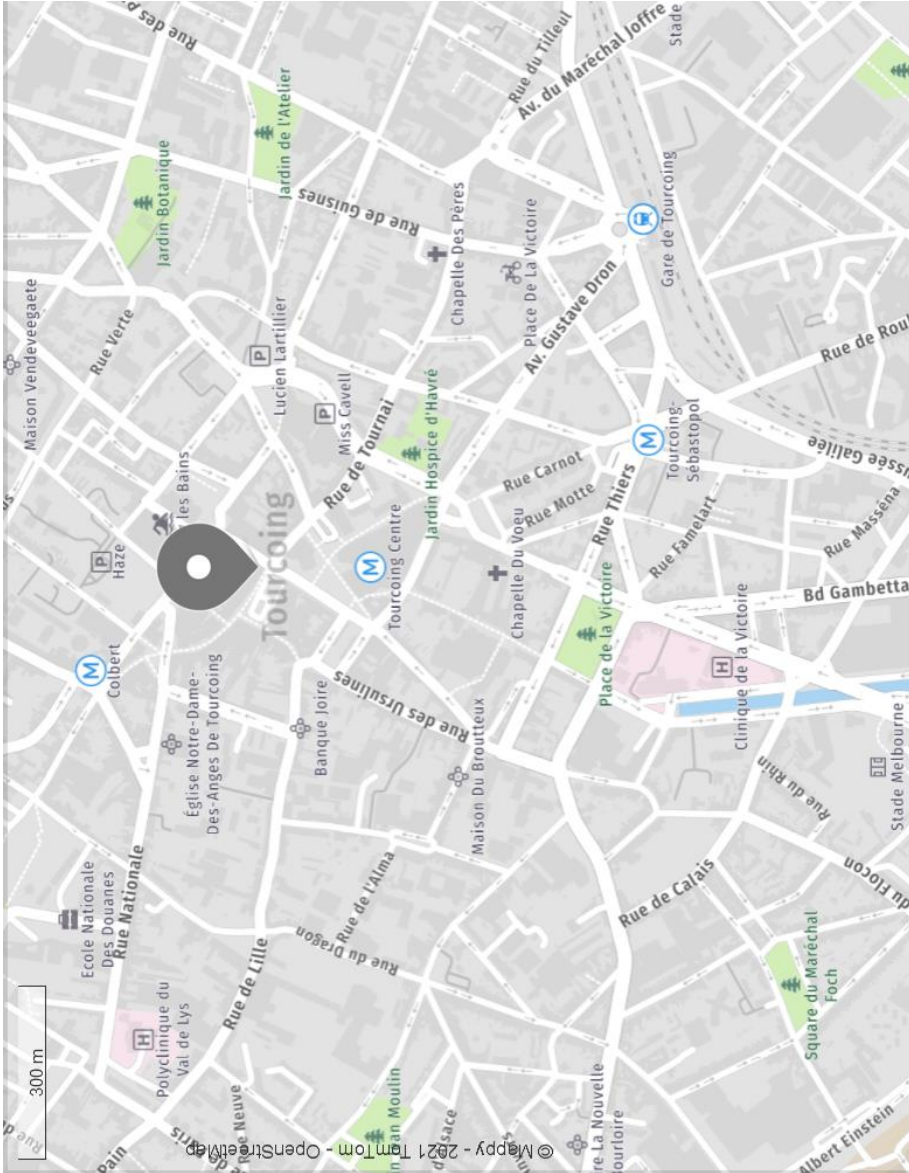 Maison Vendeveegaete
300 m
Ecole Nationale
Des Douanes
Colbert
Haze
Rue Verte
Rue des P
Rue Nationale
Jardin Botanique
Polyclinique du
Val de Lys
Église Notre-Dame-
Des-Anges De Tourcoing
les Bains
Rue de Lille
Rue Neuve
Tourcoing
Lucien Lartillier
Jardin de l'Atelier
Banque Joire
Rue des Ursulines
Rue de Tournai
Miss Cavell
Rue de Guisnes
Rue du Dragon
Rue de l'Alma
Tourcoing Centre
Jardin Hospice d'Havré
Chapelle Des Pères
an Moulin
Maison Du Broutteux
Chapelle Du Voeu
Rue Carnot
Rue Motte
Place De La Victoire
Av. Gustave Dron
Rue du Tilleul
Av. du Maréchal Joffre
© Mappy - 2021 TomTom - OpenStreetMap
re La Nouvelle
Place de la Victoire
Rue Thiers
Rue Famelart
Tourcoing-
Sébastopol
Gare de Tourcoing
Stade
Rue de Calais
Clinique de la Victoire
Rue du Rhin
Bd Gambetta
Rue Masséna
ussée Galilée
Rue de Roul
Square du Maréchal
Foch
du Flocon
Stade Melbourne
Albert Einstein